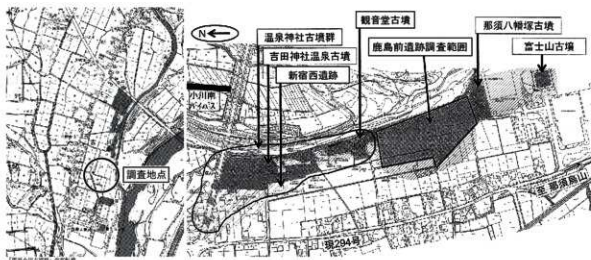 調査地点
N
小川南
バイパス
温泉神社古墳群
吉田神社温泉古墳
新宿西遺跡
観音堂古墳
鹿島前遺跡調査範囲
那須八幡塚古墳
富士山古墳
至 那須烏山
現294号